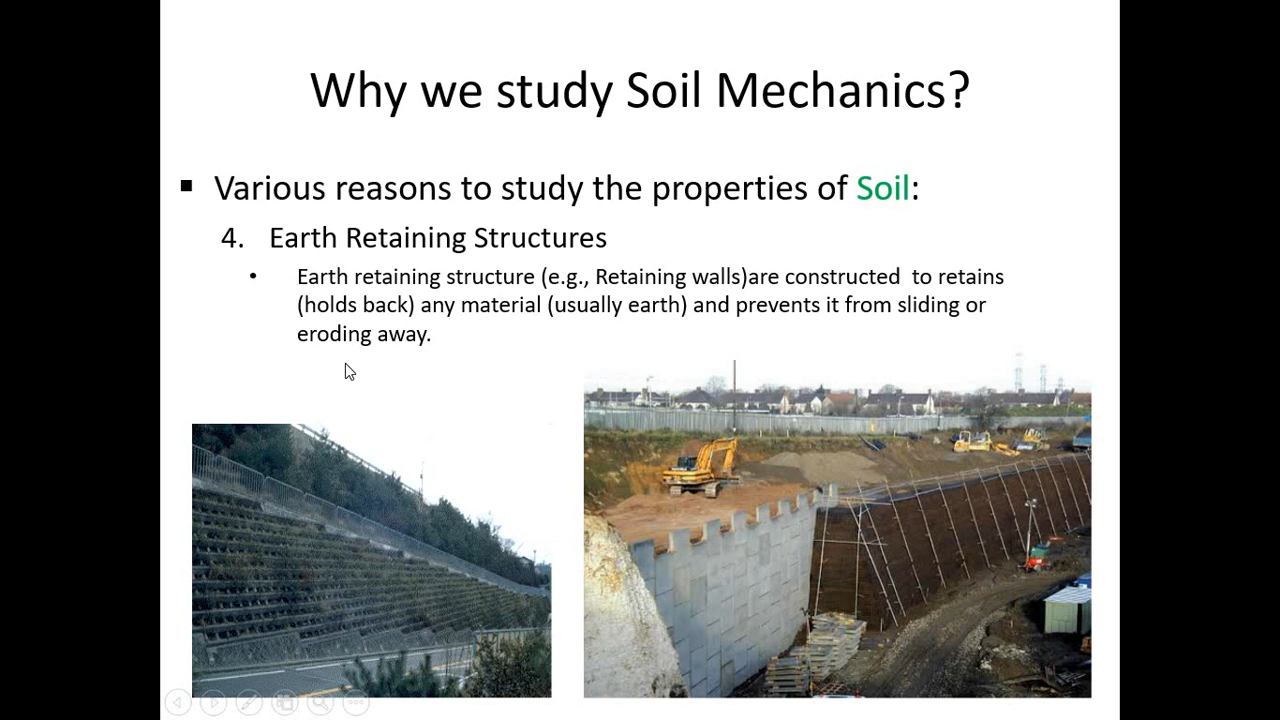 Why we study Soil Mechanics?
▪ Various reasons to study the properties of Soil:
4. Earth Retaining Structures
• Earth retaining structure (e.g., Retaining walls)are constructed to retains
(holds back) any material (usually earth) and prevents it from sliding or
eroding away.